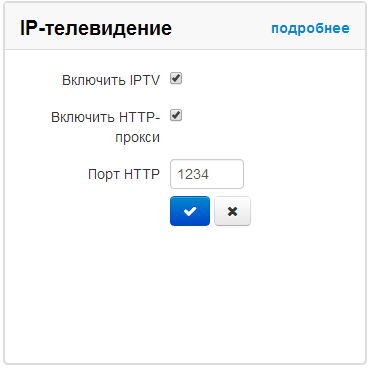 IP-телевидение подробнее
Включить IPTV
Включить HTTP-
прокси
Порт HTTP 1234